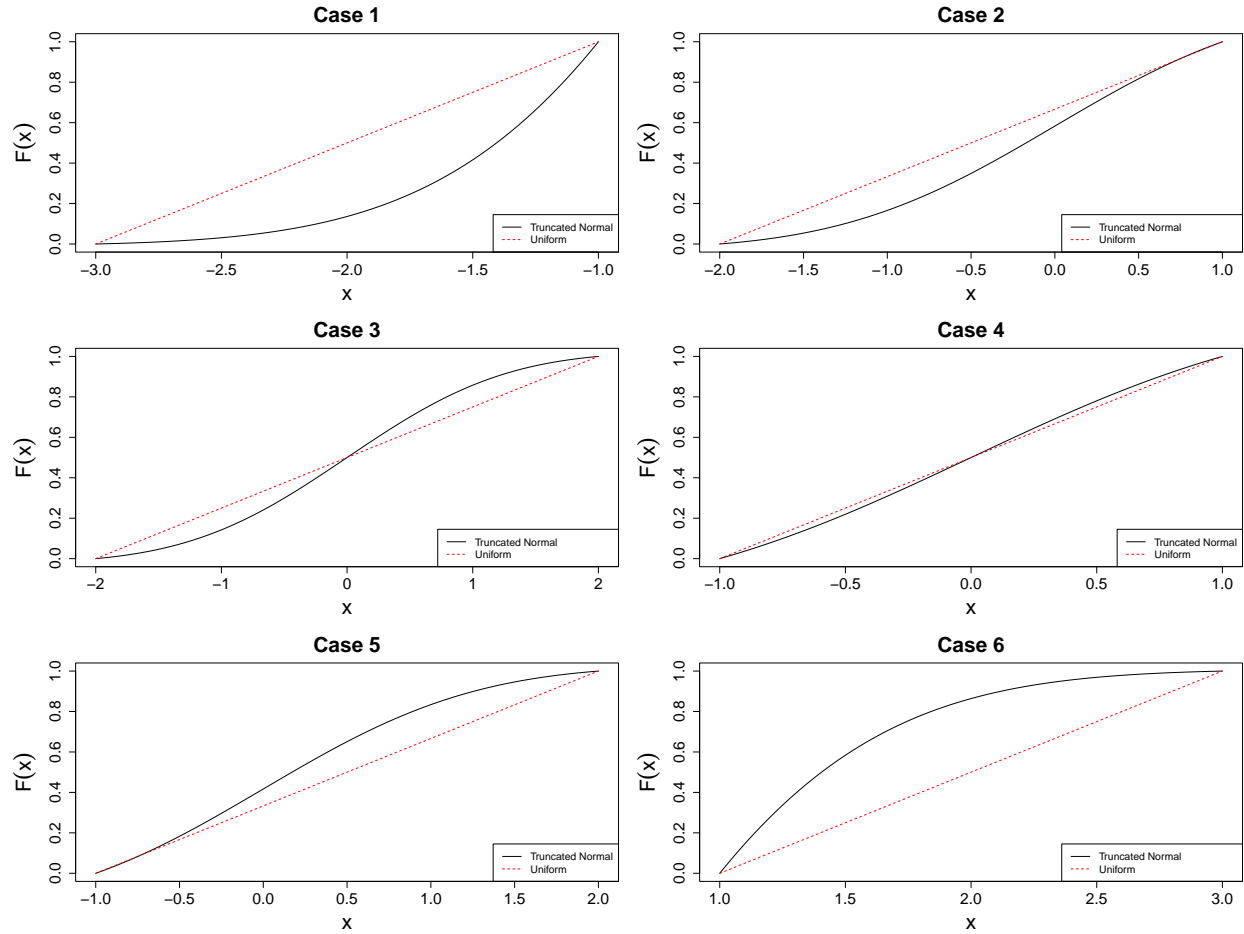 Case 1
F(x)
0.0 0.2 0.4 0.6 0.8 1.0
Truncated Normal
Uniform
−3.0 −2.5 −2.0 −1.5 −1.0
x
Case 2
F(x)
0.0 0.2 0.4 0.6 0.8 1.0
Truncated Normal
Uniform
−2.0 −1.5 −1.0 −0.5 0.0 0.5 1.0
x
Case 3
F(x)
0.0 0.2 0.4 0.6 0.8 1.0
Truncated Normal
Uniform
−2 −1 0 1 2
x
Case 4
F(x)
0.0 0.2 0.4 0.6 0.8 1.0
Truncated Normal
Uniform
−1.0 −0.5 0.0 0.5 1.0
x
Case 5
F(x)
0.0 0.2 0.4 0.6 0.8 1.0
Truncated Normal
Uniform
−1.0 −0.5 0.0 0.5 1.0 1.5 2.0
x
Case 6
F(x)
0.0 0.2 0.4 0.6 0.8 1.0
Truncated Normal
Uniform
1.0 1.5 2.0 2.5 3.0
x